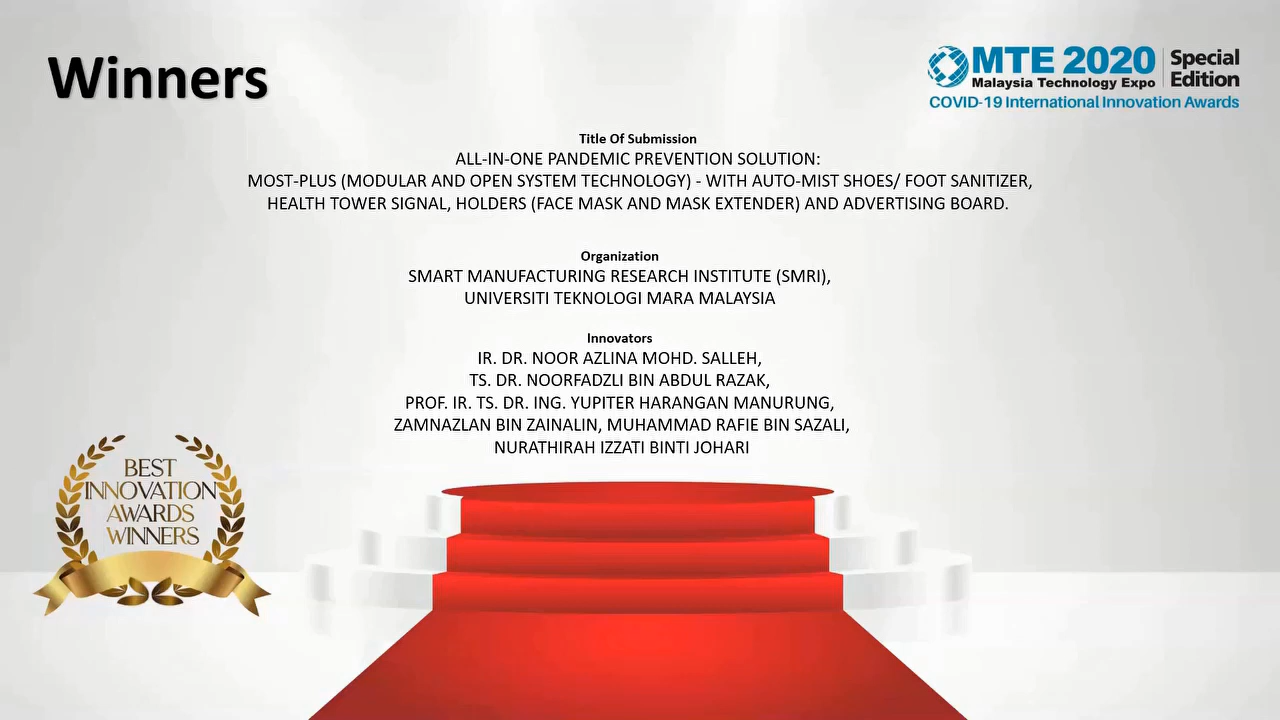 Winners
MTE 2020
Malaysia Technology Expo
Special
Edition
COVID-19 International Innovation Awards
Title Of Submission
ALL-IN-ONE PANDEMIC PREVENTION SOLUTION:
MOST-PLUS (MODULAR AND OPEN SYSTEM TECHNOLOGY) - WITH AUTO-MIST SHOES/ FOOT SANITIZER,
HEALTH TOWER SIGNAL, HOLDERS (FACE MASK AND MASK EXTENDER) AND ADVERTISING BOARD.
Organization
SMART MANUFACTURING RESEARCH INSTITUTE (SMRI),
UNIVERSITI TEKNOLOGI MARA MALAYSIA
Innovators
IR. DR. NOOR AZLINA MOHD. SALLEH,
TS. DR. NOORFADZLI BIN ABDUL RAZAK,
PROF. IR. TS. DR. ING. YUPITER HARANGAN MANURUNG,
ZAMNAZLAN BIN ZAINALIN, MUHAMMAD RAFIE BIN SAZALI,
NURATHIRAH IZZATI BINTI JOHARI
BEST
INNOVATION
AWARDS
WINNERS